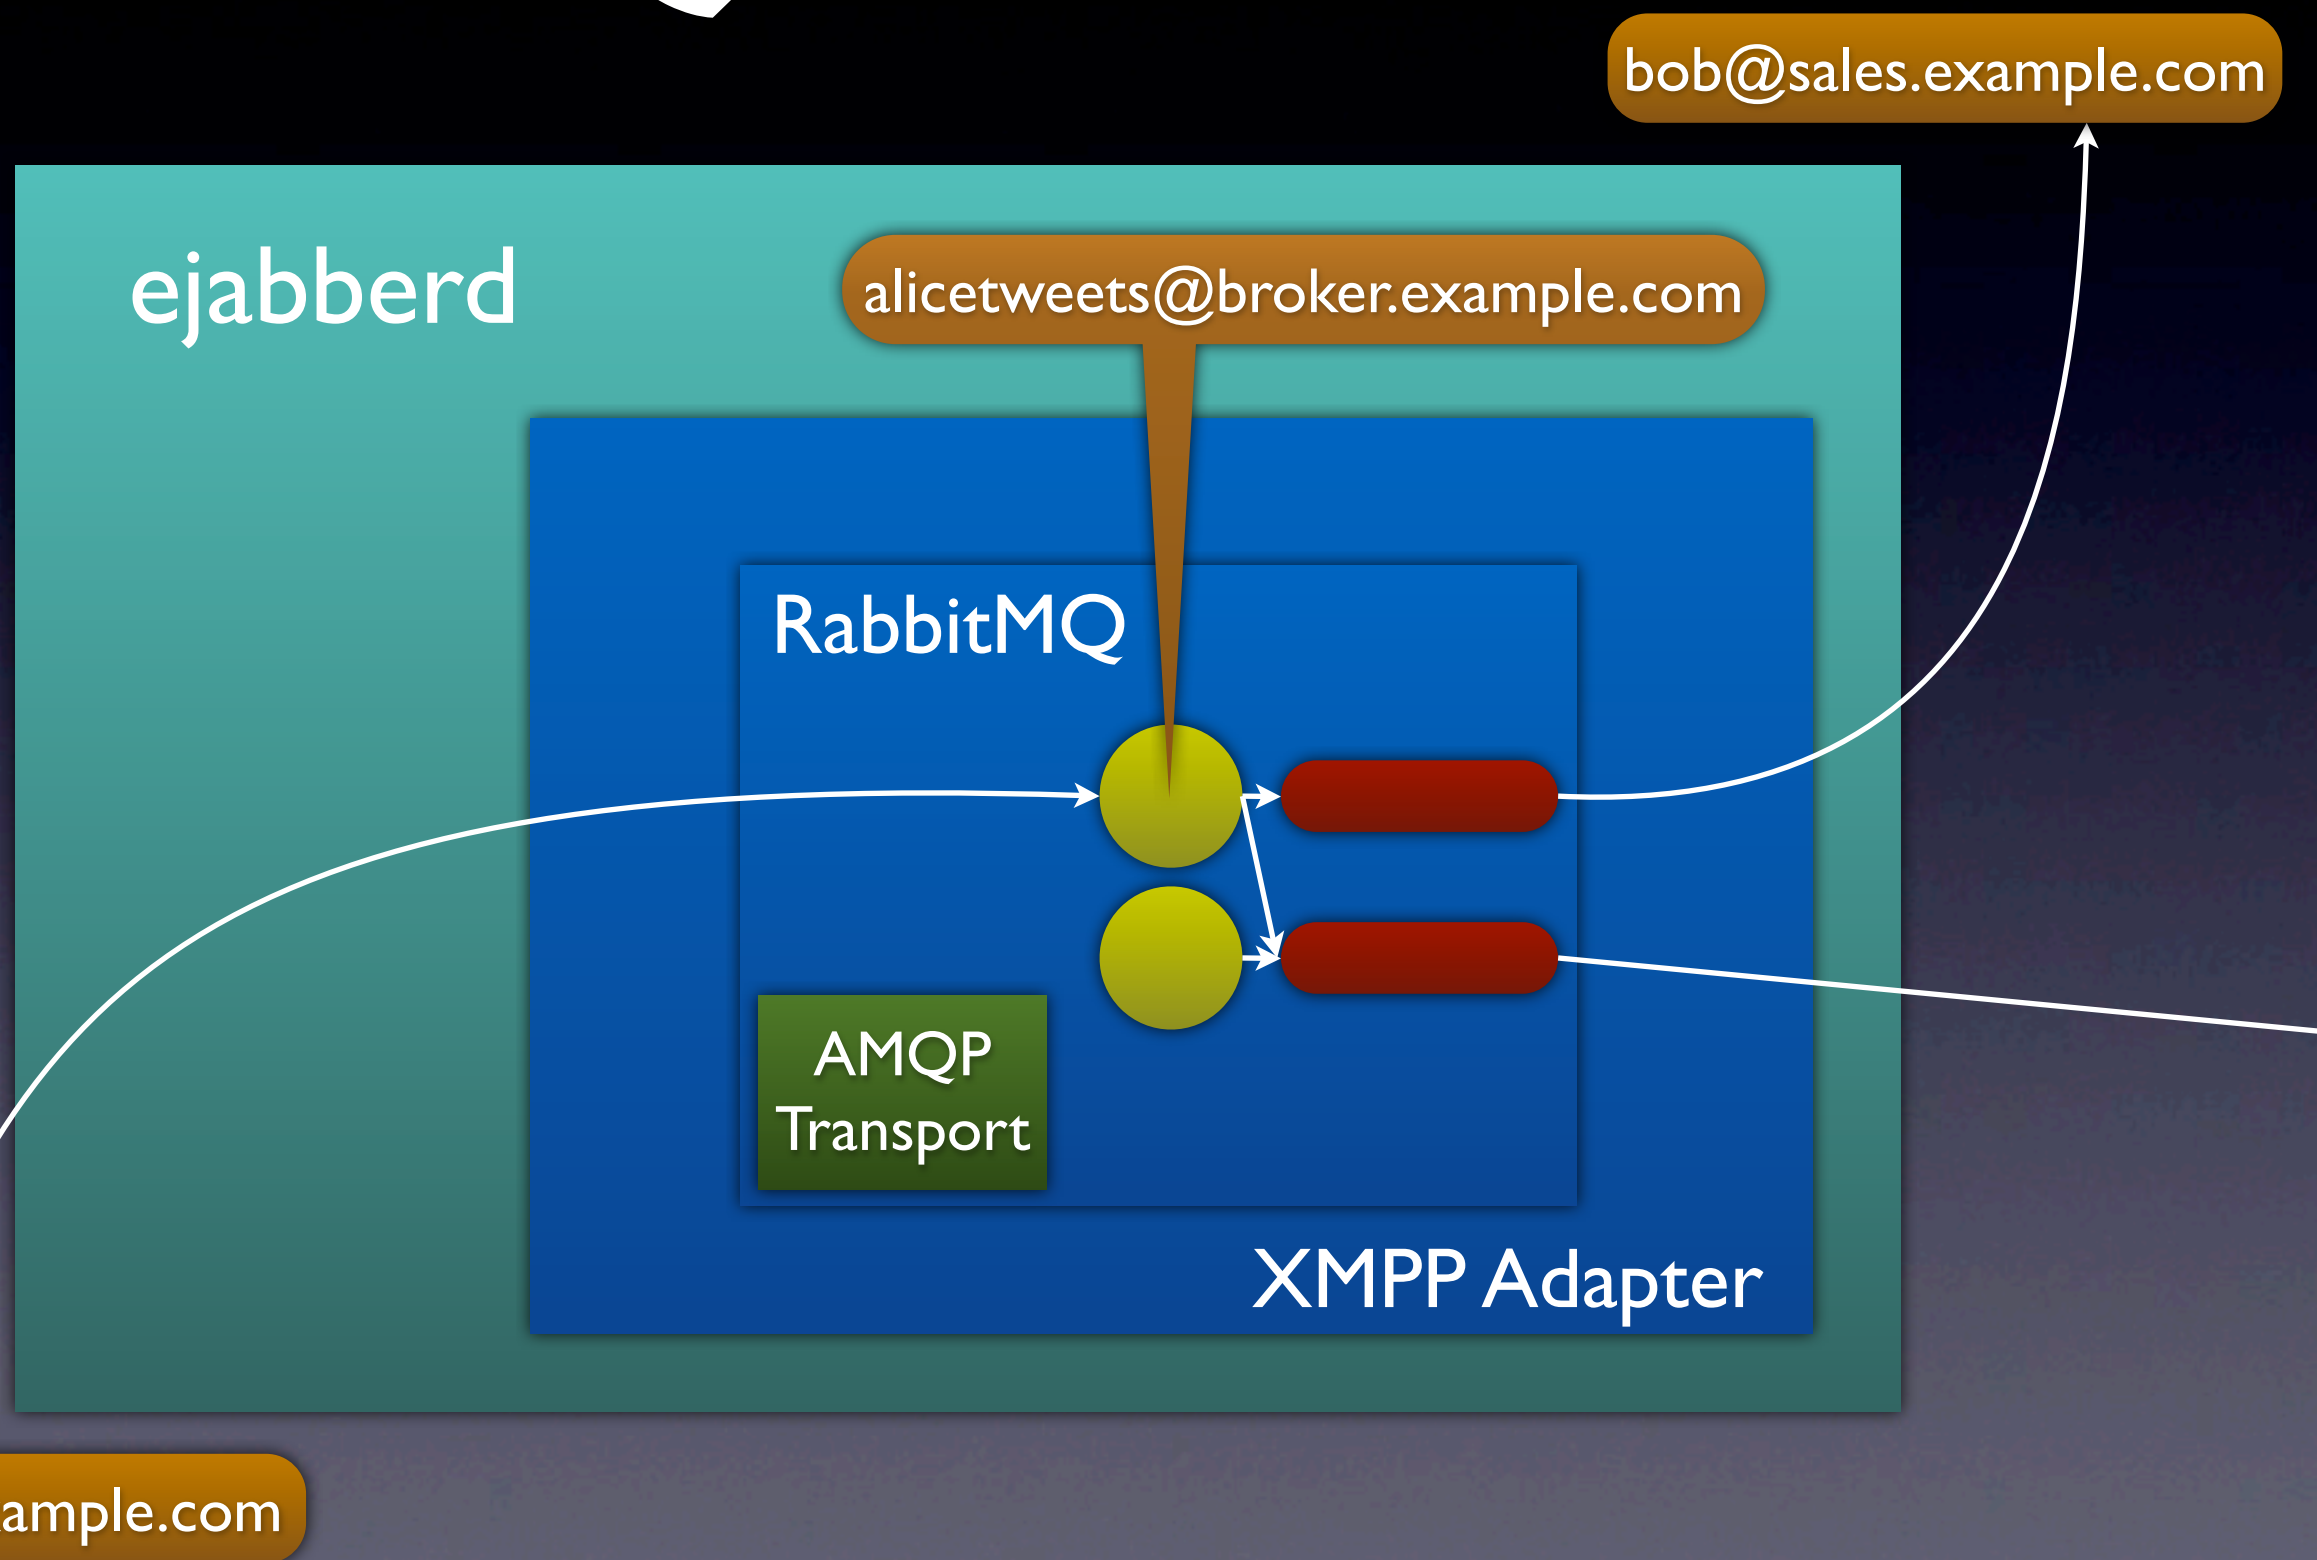 bob@sales.example.com
ejabberd
alicetweets@broker.example.com
RabbitMQ
AMQP
Transport
XMPP Adapter
ample.com